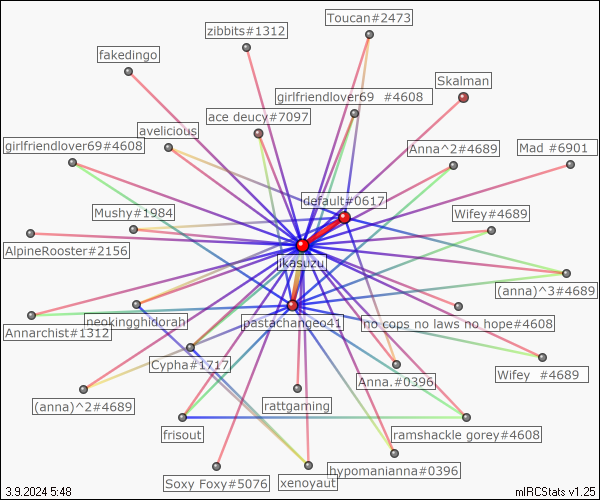 Toucan#2473
zibbits#1312
fakedingo
Skalman
girlfriendlover69 #4608
ace deucy#7097
avelicious
girlfriendlover69#4608
Anna^2#4689
Mad #6901
default#0617
Mushy#1984
Wifey#4689
AlpineRooster#2156
ikasuzu
(anna)^3#4689
Annarchist#1312
neokingghidorah
pastachangeo41
no cops no laws no hope#4608
Cypha#1717
Wifey #4689
Anna.#0396
(anna)^2#4689
rattgaming
frisout
ramshackle gorey#4608
hypomanianna#0396
Soxy Foxy#5076
xenoyaut
3.9.2024 5:48
mIRCStats v1.25